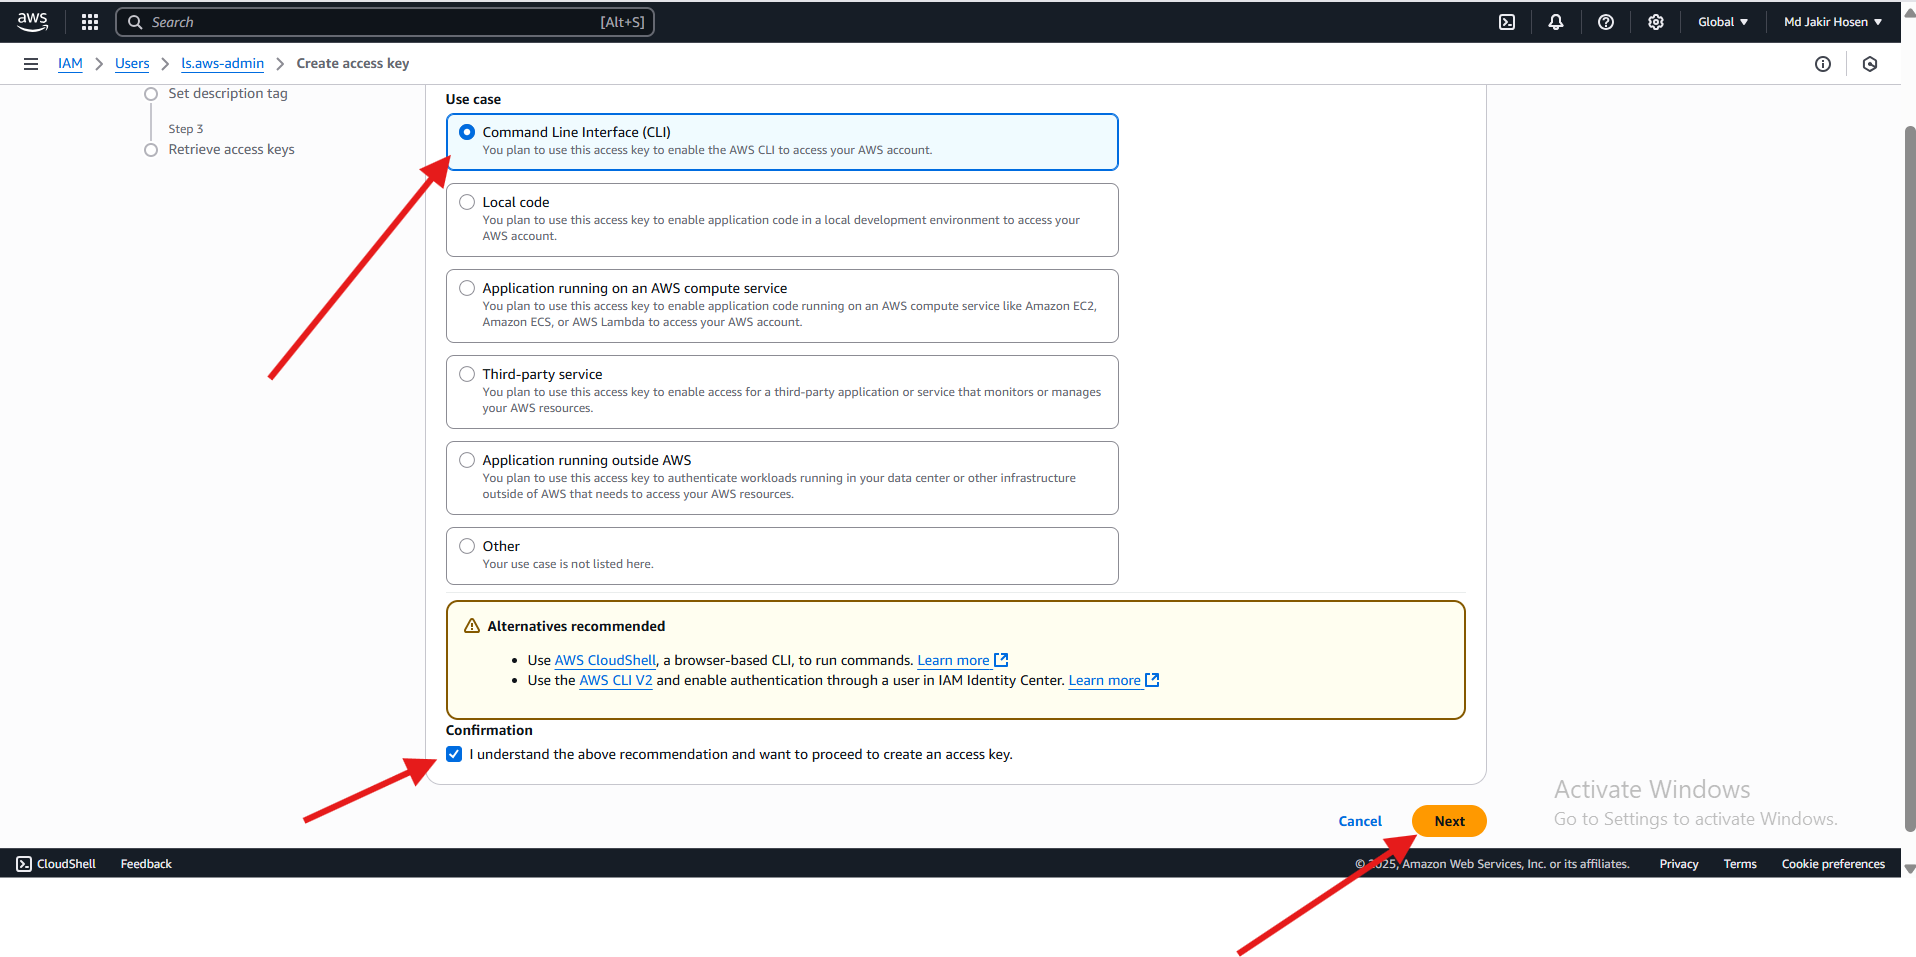 aws
Search [Alt+S]
Global
Md Jakir Hosen
IAM > Users > ls.aws-admin > Create access key
Set description tag
Step 3
Retrieve access keys
Use case
Command Line Interface (CLI)
You plan to use this access key to enable the AWS CLI to access your AWS account.
Local code
You plan to use this access key to enable application code in a local development environment to access your
AWS account.
Application running on an AWS compute service
You plan to use this access key to enable application code running on an AWS compute service like Amazon EC2,
Amazon ECS, or AWS Lambda to access your AWS account.
Third-party service
You plan to use this access key to enable access for a third-party application or service that monitors or manages
your AWS resources.
Application running outside AWS
You plan to use this access key to authenticate workloads running in your data center or other infrastructure
outside of AWS that needs to access your AWS resources.
Other
Your use case is not listed here.
Alternatives recommended
• Use AWS CloudShell, a browser-based CLI, to run commands. Learn more
• Use the AWS CLI V2 and enable authentication through a user in IAM Identity Center. Learn more
Confirmation
I understand the above recommendation and want to proceed to create an access key.
Cancel
Next
Activate Windows
Go to Settings to activate Windows.
CloudShell
Feedback
© 2025, Amazon Web Services, Inc. or its affiliates.
Privacy
Terms
Cookie preferences